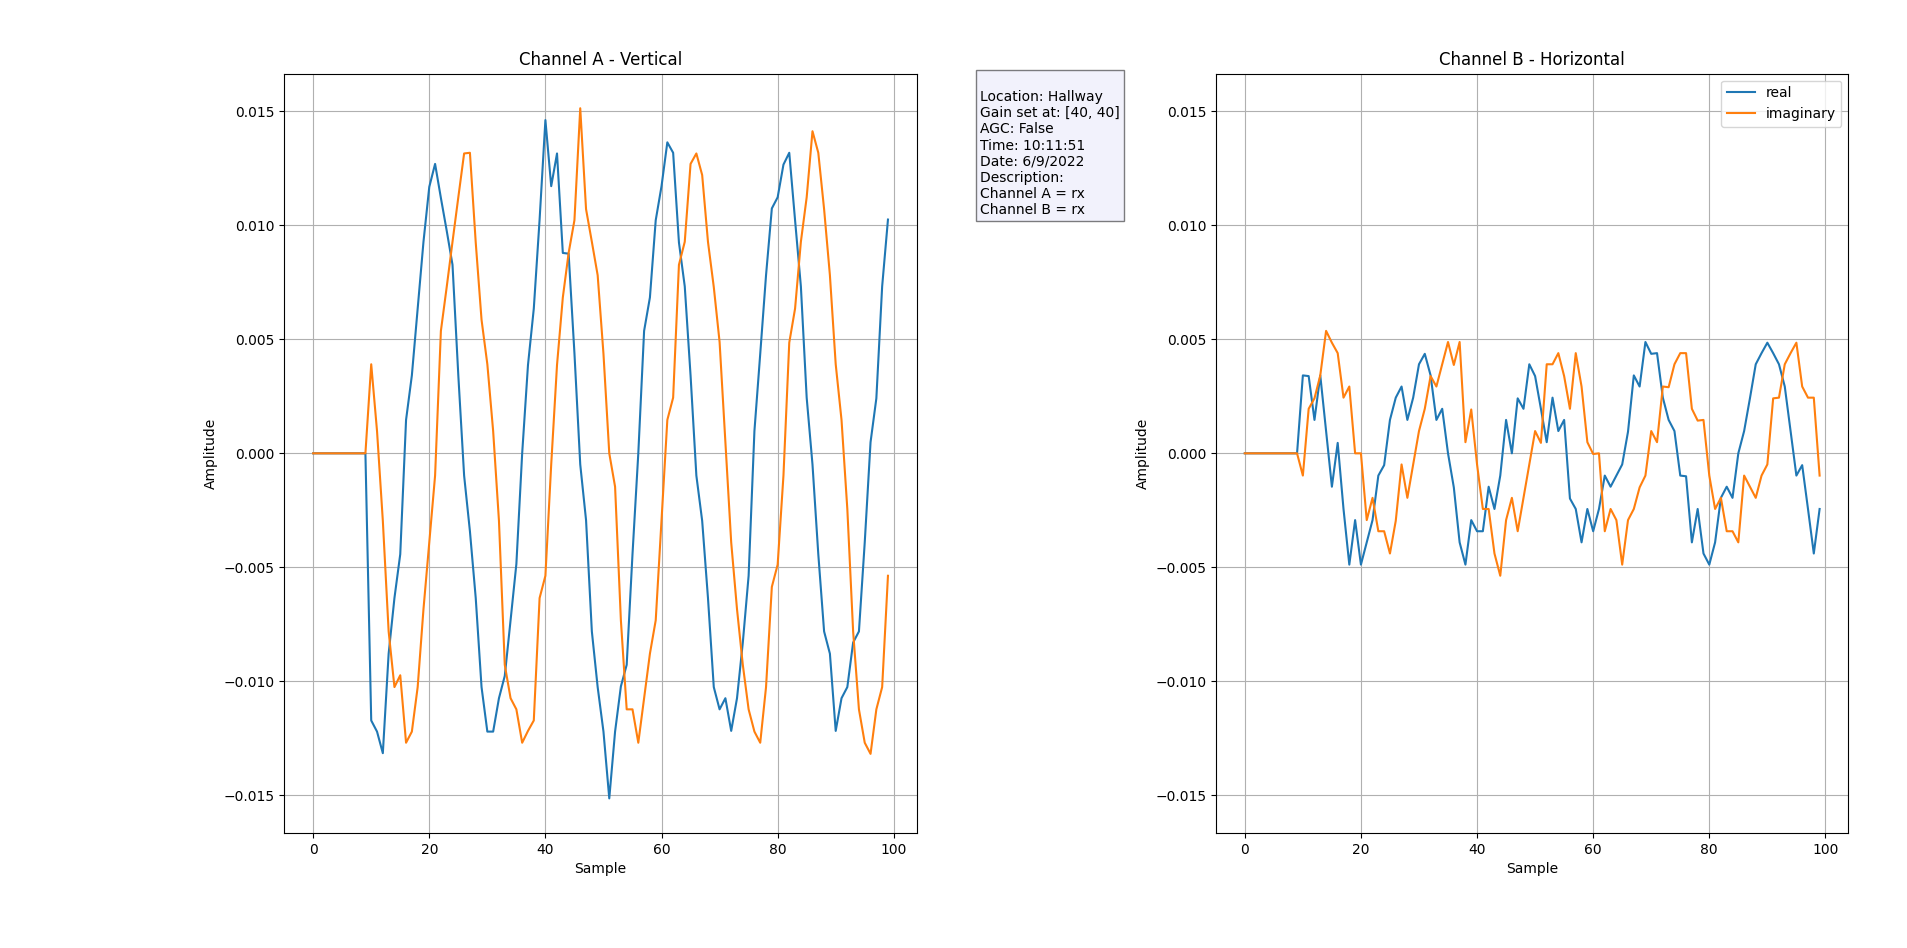 Channel A - Vertical
0.015
0.010
0.005
0.000
−0.005
−0.010
−0.015
Amplitude
0 20 40 60 80 100
Sample
Location: Hallway
Gain set at: [40, 40]
AGC: False
Time: 10:11:51
Date: 6/9/2022
Description:
Channel A = rx
Channel B = rx
Channel B - Horizontal
real
imaginary
0.015
0.010
0.005
0.000
−0.005
−0.010
−0.015
Amplitude
0 20 40 60 80 100
Sample